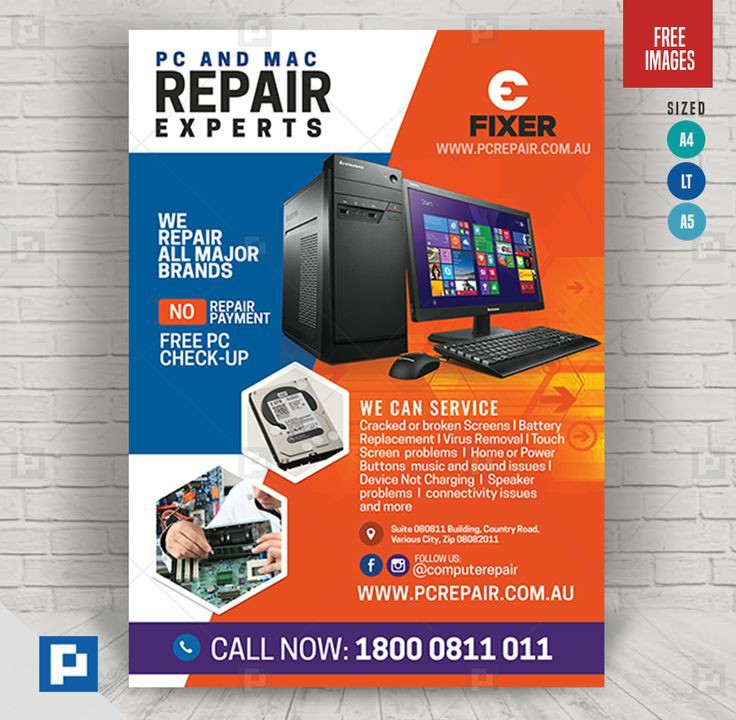 FREE
IMAGES
SIZED
A4
LT
A5
PC AND MAC
REPAIR
EXPERTS
FIXER
WWW.PCREPAIR.COM.AU
WE
REPAIR
ALL MAJOR
BRANDS
NO REPAIR
PAYMENT
FREE PC
CHECK-UP
Lenovo
Start
WE CAN SERVICE
Cracked or broken Screens I Battery
Replacement I Virus Removal I Touch
Screen problems I Home or Power
Buttons music and sound issues I
Device Not Charging I Speaker
problems I connectivity issues
and more
Suite 080811 Building, Country Road,
Various City, Zip 08082011
FOLLOW US:
@computerepair
WWW.PCREPAIR.COM.AU
CALL NOW: 1800 0811 011